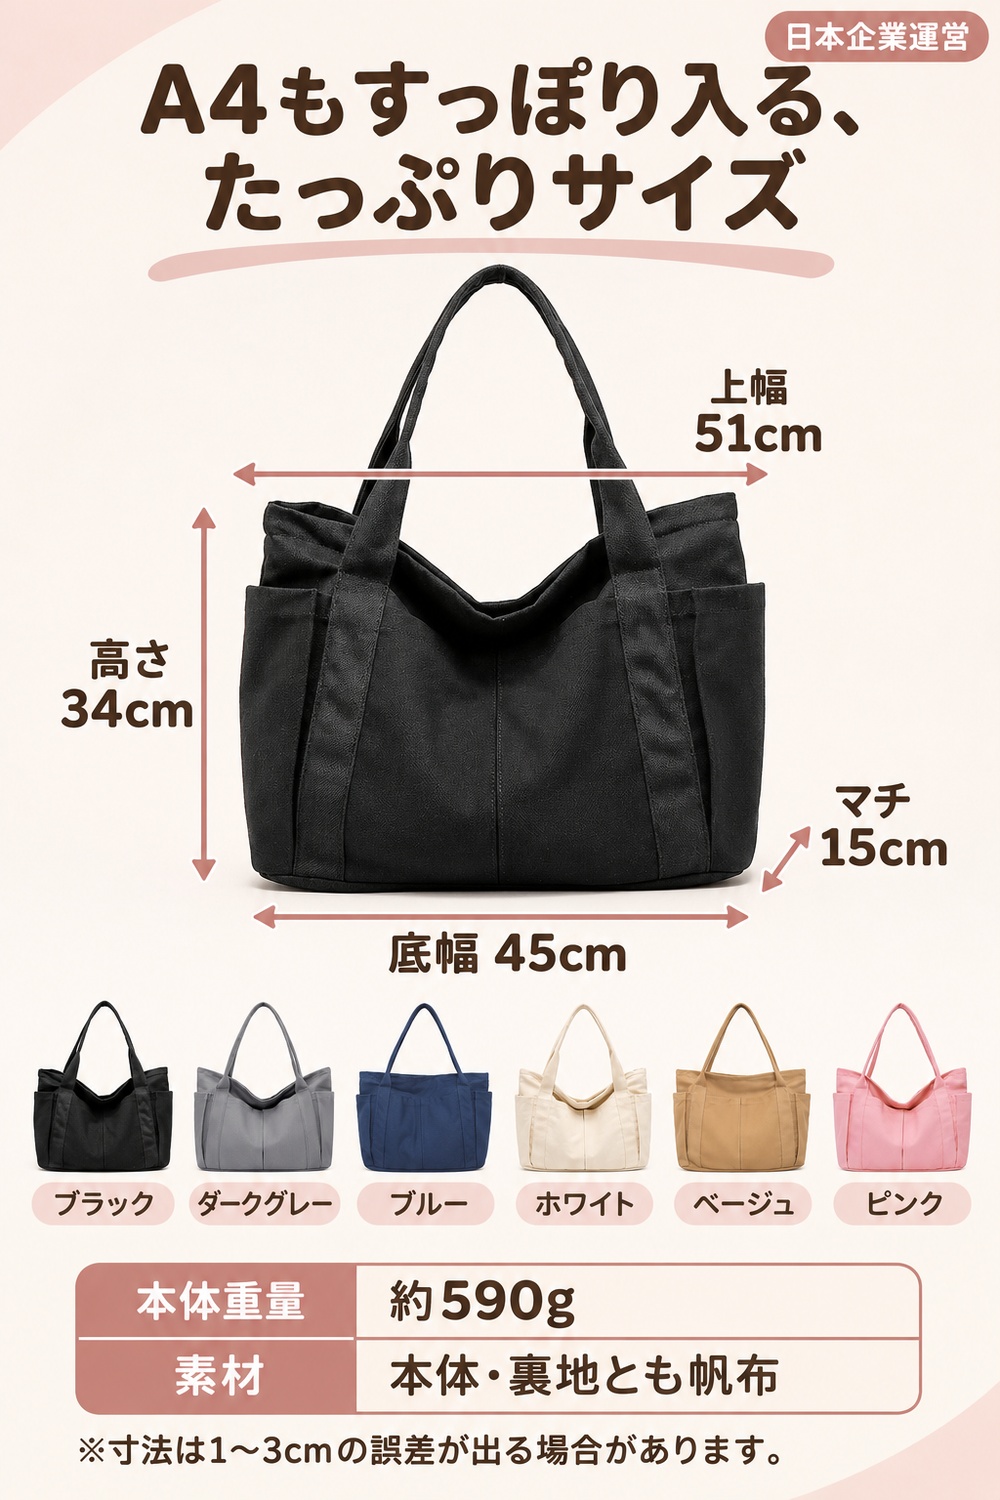 日本企業運営
A4もすっぽり入る、
たっぷりサイズ
上幅
51cm
高さ
34cm
マチ
15cm
底幅 45cm
ブラック
ダークグレー
ブルー
ホワイト
ベージュ
ピンク
本体重量 約590g
素材 本体・裏地とも帆布
※寸法は1〜3cmの誤差が出る場合があります。